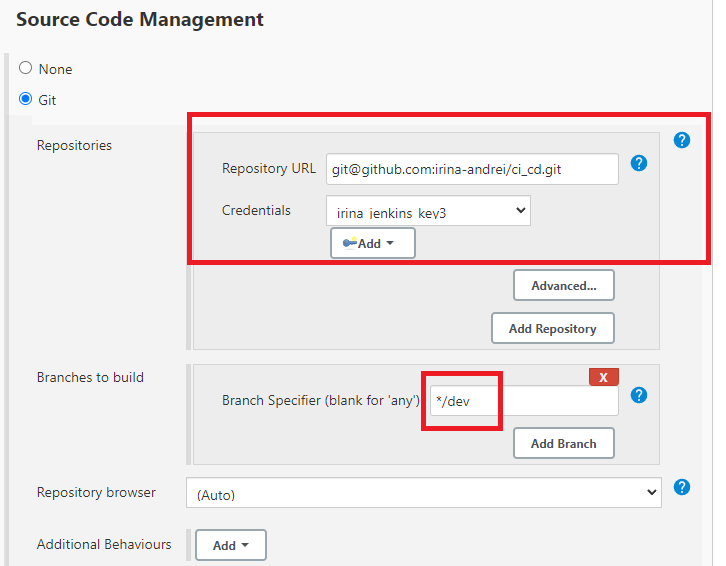 Source Code Management
None
Git
Repositories
Repository URL git@github.com:irina-andrei/ci_cd.git
Credentials irina_jenkins_key3
Add
Advanced...
Add Repository
Branches to build
X
Branch Specifier (blank for 'any') */dev
Add Branch
Repository browser (Auto)
Additional Behaviours Add